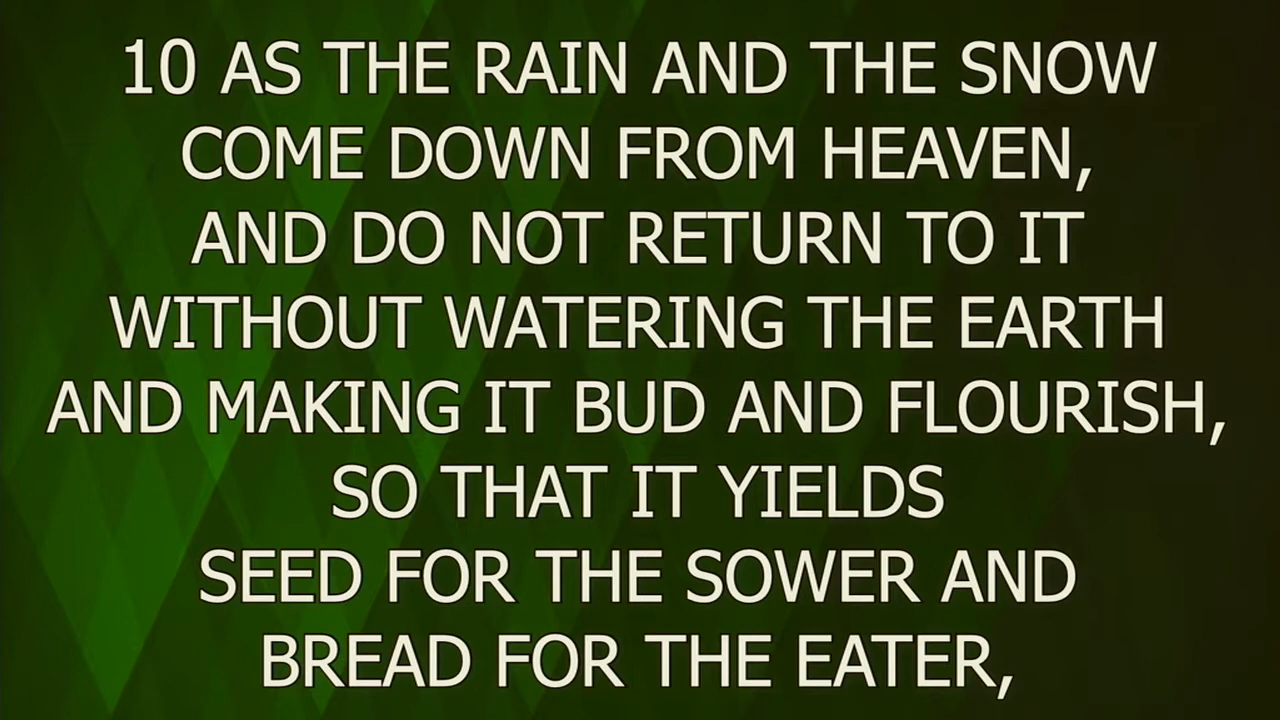 10 AS THE RAIN AND THE SNOW
COME DOWN FROM HEAVEN,
AND DO NOT RETURN TO IT
WITHOUT WATERING THE EARTH
AND MAKING IT BUD AND FLOURISH,
SO THAT IT YIELDS
SEED FOR THE SOWER AND
BREAD FOR THE EATER,